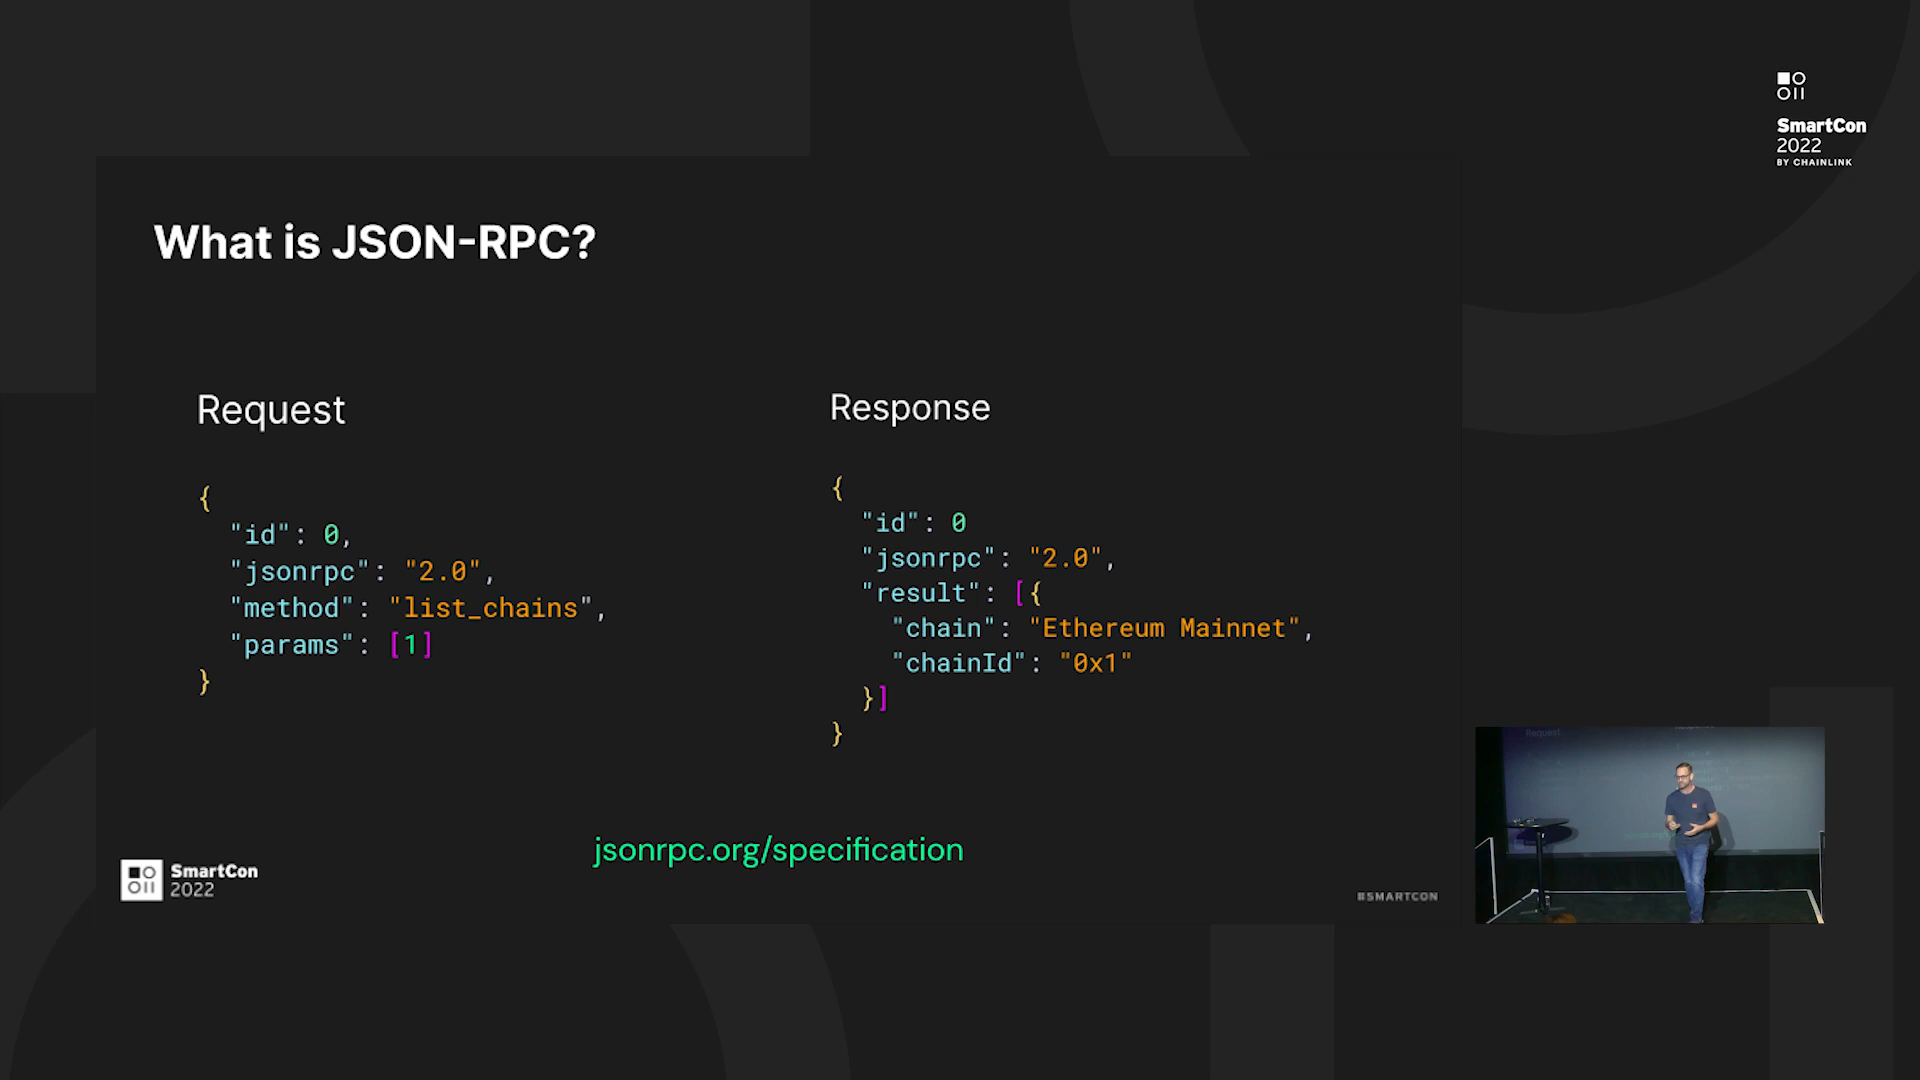 SmartCon
2022
BY CHAINLINK
What is JSON-RPC?
Request
{
"id": 0,
"jsonrpc": "2.0",
"method": "list_chains",
"params": [1]
}
Response
{
"id": 0
"jsonrpc": "2.0",
"result": [{
"chain": "Ethereum Mainnet",
"chainId": "0x1"
}]
}
jsonrpc.org/specification
SmartCon
2022
#SMARTCON
Request